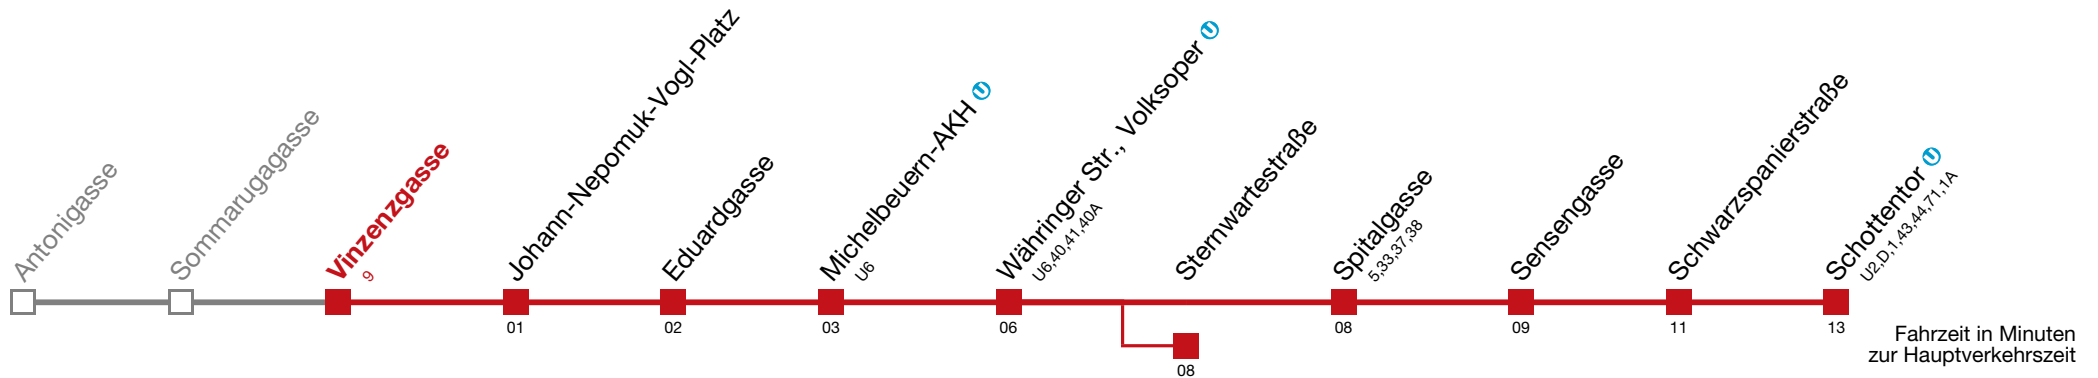 Antonigasse
Sommarugagasse
Vinzenzgasse
9
Johann-Nepomuk-Vogl-Platz
01
Eduardgasse
02
Michelbeuern-AKH
U6
03
Währinger Str., Volksoper
U6,40,41,40A
06
Sternwartestraße
08
Spitalgasse
5,33,37,38
08
Sensengasse
09
Schwarzspanierstraße
11
Schottentor
U2,D,1,43,44,71,1A
13
Fahrzeit in Minuten
zur Hauptverkehrszeit